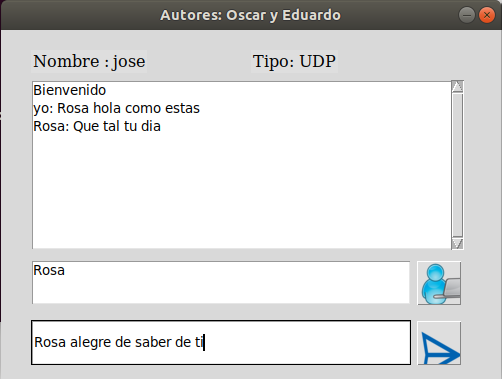 Autores: Oscar y Eduardo
Nombre : jose
Tipo: UDP
Bienvenido
yo: Rosa hola como estas
Rosa: Que tal tu dia
Rosa
Rosa alegre de saber de ti